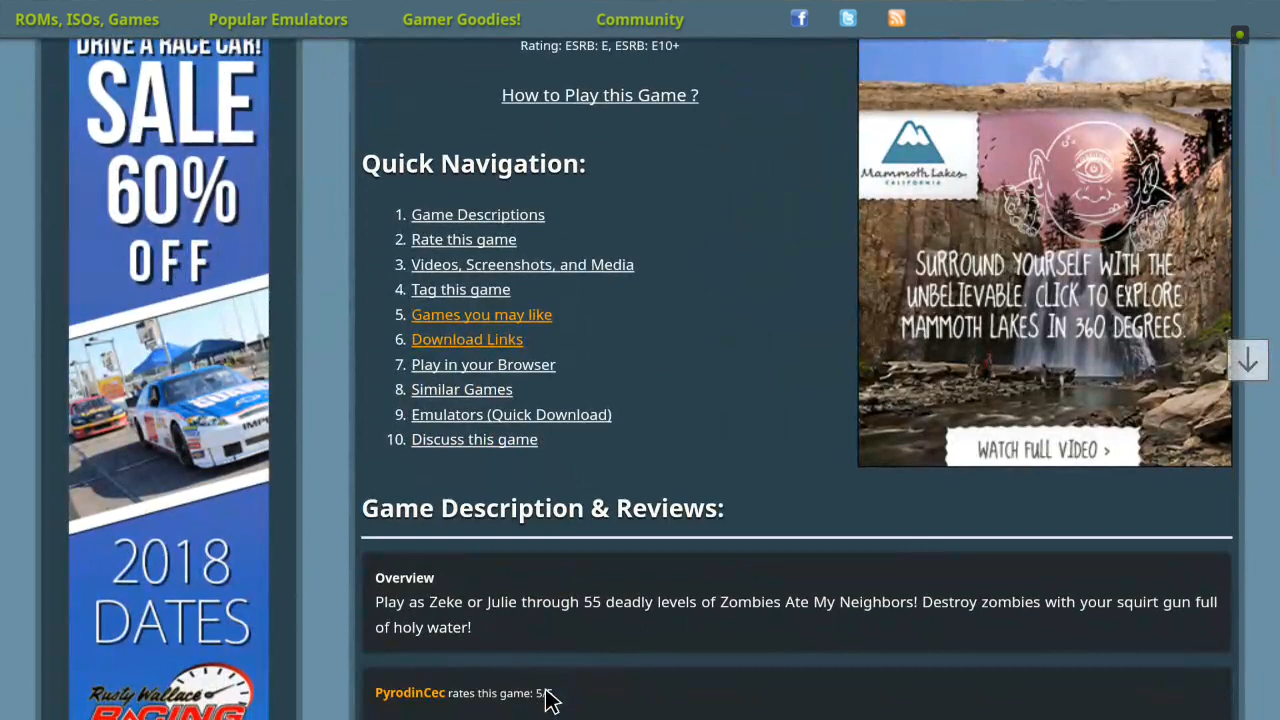 ROMs, ISOs, Games Popular Emulators Gamer Goodies! Community
DRIVE A RACE CAR!
SALE
60%
OFF
2018
DATES
Rusty Wallace
RACING
Rating: ESRB: E, ESRB: E10+
How to Play this Game ?
Quick Navigation:
1. Game Descriptions
2. Rate this game
3. Videos, Screenshots, and Media
4. Tag this game
5. Games you may like
6. Download Links
7. Play in your Browser
8. Similar Games
9. Emulators (Quick Download)
10. Discuss this game
Mammoth Lakes
CALIFORNIA
SURROUND YOURSELF WITH THE
UNBELIEVABLE. CLICK TO EXPLORE
MAMMOTH LAKES IN 360 DEGREES.
WATCH FULL VIDEO >
Game Description & Reviews:
Overview
Play as Zeke or Julie through 55 deadly levels of Zombies Ate My Neighbors! Destroy zombies with your squirt gun full
of holy water!
PyrodinCec rates this game: